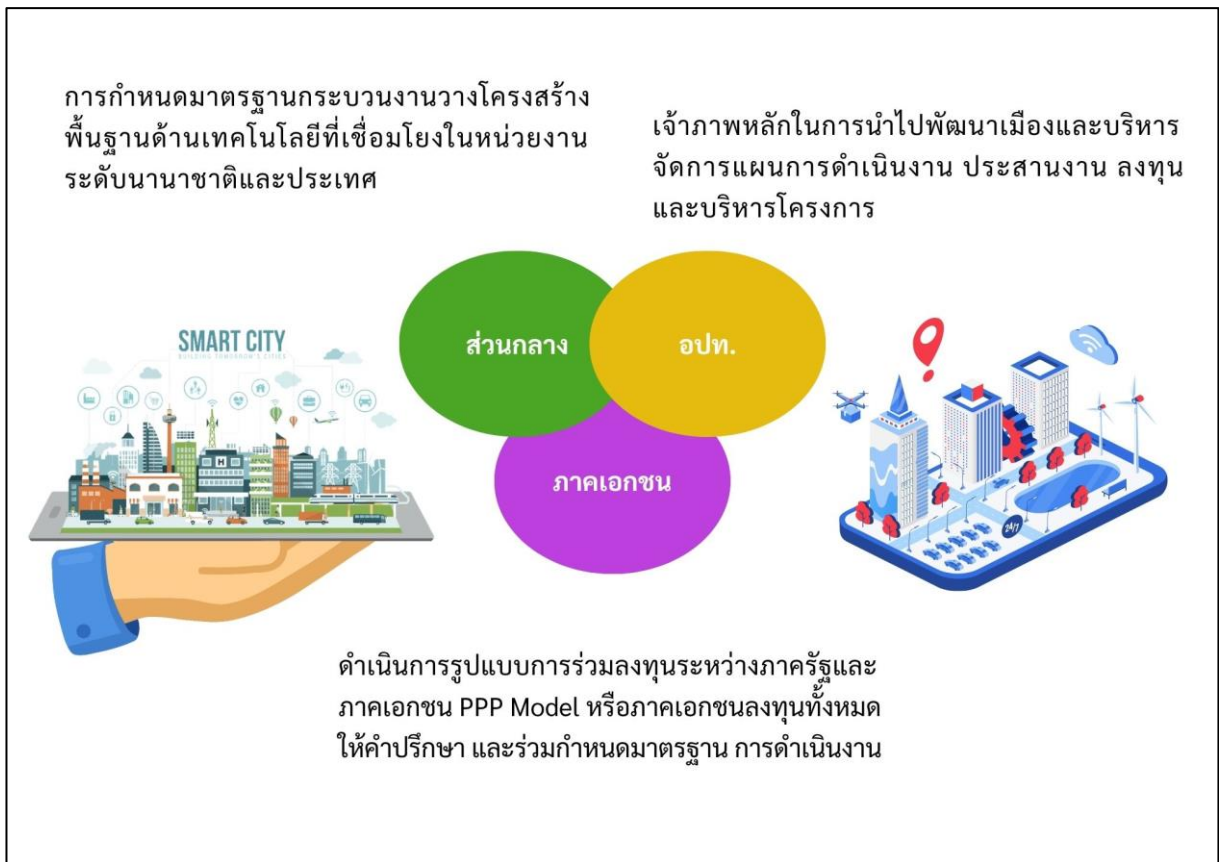 การกำหนดมาตรฐานกระบวนงานวางโครงสร้าง
พื้นฐานด้านเทคโนโลยีที่เชื่อมโยงในหน่วยงาน
ระดับนานาชาติและประเทศ
เจ้าภาพหลักในการนำไปพัฒนาเมืองและบริหาร
จัดการแผนการดำเนินงาน ประสานงาน ลงทุน
และบริหารโครงการ
SMART CITY
BUILDING TOMORROW'S CITIES
ส่วนกลาง
อปท.
ภาคเอกชน
H
24/7
ดำเนินการรูปแบบการร่วมลงทุนระหว่างภาครัฐและ
ภาคเอกชน PPP Model หรือภาคเอกชนลงทุนทั้งหมด
ให้คำปรึกษา และร่วมกำหนดมาตรฐาน การดำเนินงาน